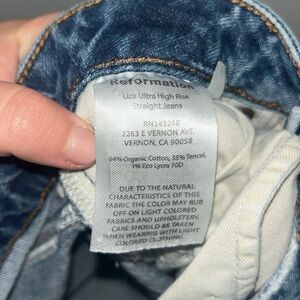 Reformation
Liza Ultra High Rise
Straight Jeans
RN143248
2263 E VERNON AVE,
VERNON, CA 90058
64% Organic Cotton, 35% Tencel,
1% Eco Lycra 70D
DUE TO THE NATURAL
CHARACTERISTICS OF THIS
FABRIC THE COLOR MAY RUB
OFF ON LIGHT COLORED
FABRICS AND UPHOLSTERY.
CARE SHOULD BE TAKEN
WHEN WEARING WITH LIGHT
COLORED CLOTHING